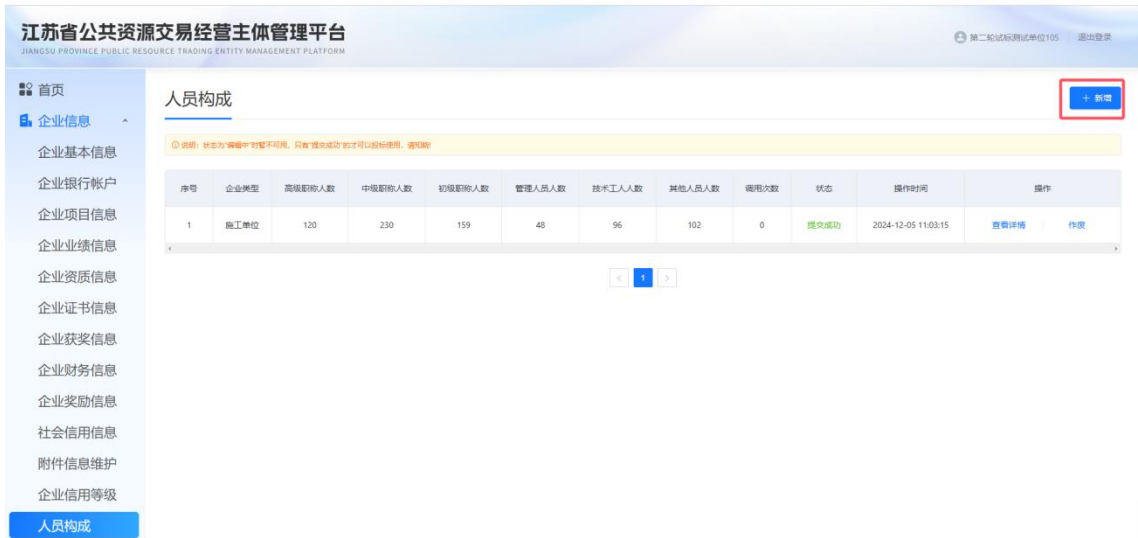 江苏省公共资源交易经营主体管理平台
JIANGSU PROVINCE PUBLIC RESOURCE TRADING ENTITY MANAGEMENT PLATFORM
第二轮试标测试单位105 退出登录
首页
企业信息
企业基本信息
企业银行帐户
企业项目信息
企业业绩信息
企业资质信息
企业证书信息
企业获奖信息
企业财务信息
企业奖励信息
社会信用信息
附件信息维护
企业信用等级
人员构成
人员构成
+ 新增
说明:状态为"编辑中"时暂不可用,只有"提交成功"的才可以投标使用,请知晓!
序号 企业类型 高级职称人数 中级职称人数 初级职称人数 管理人员人数 技术工人人数 其他人员人数 调用次数 状态 操作时间 操作
1 施工单位 120 230 159 48 96 102 0 提交成功 2024-12-05 11:03:15 查看详情 作废
< 1 >